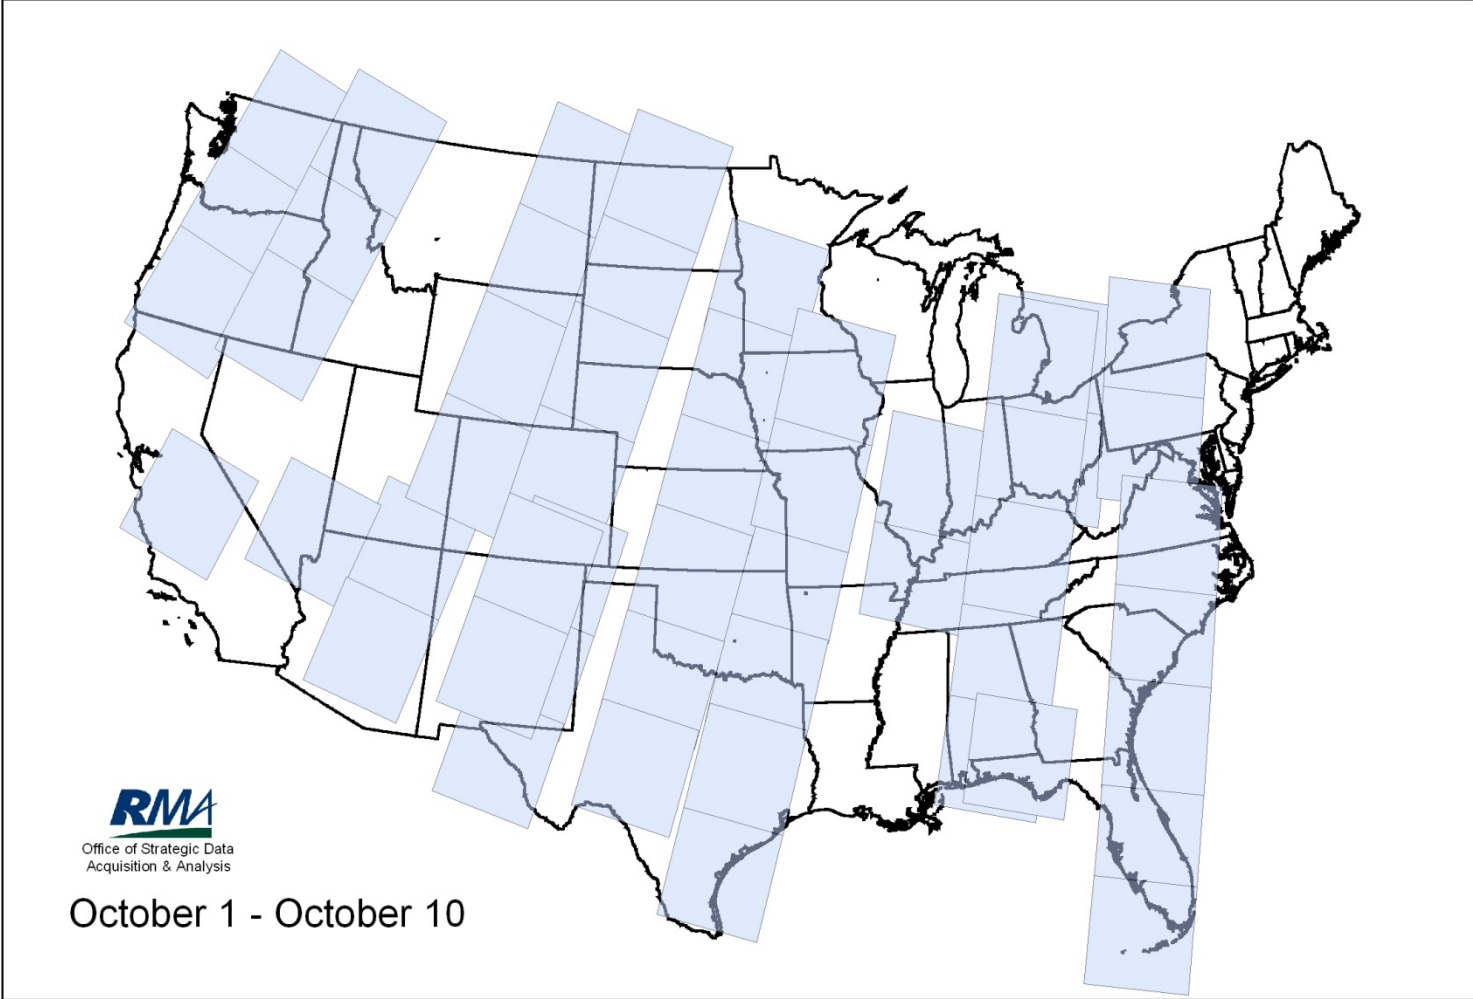 RMA
Office of Strategic Data
Acquisition & Analysis
October 1 - October 10